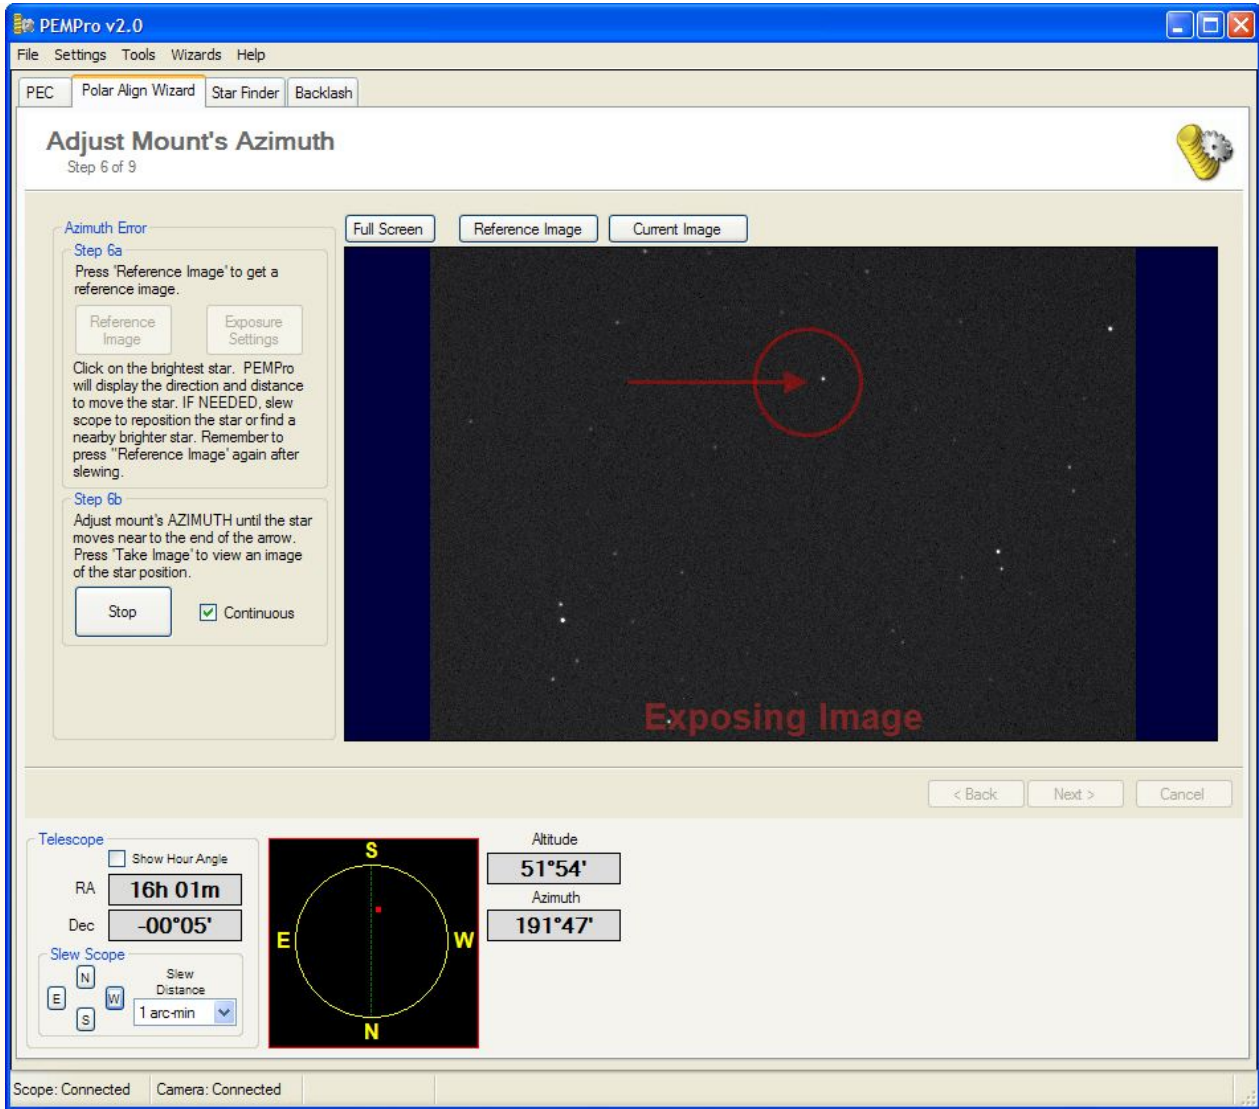 PEMPro v2.0
File Settings Tools Wizards Help
PEC Polar Align Wizard Star Finder Backlash
Adjust Mount's Azimuth
Step 6 of 9
Azimuth Error
Step 6a
Press 'Reference Image' to get a
reference image.
Reference
Image
Exposure
Settings
Click on the brightest star. PEMPro
will display the direction and distance
to move the star. IF NEEDED, slew
scope to reposition the star or find a
nearby brighter star. Remember to
press "Reference Image' again after
slewing.
Step 6b
Adjust mount's AZIMUTH until the star
moves near to the end of the arrow.
Press 'Take Image' to view an image
of the star position.
Stop
Continuous
Full Screen Reference Image Current Image
Exposing Image
< Back Next > Cancel
Telescope
Show Hour Angle
RA 16h 01m
Dec -00°05'
Slew Scope
N
E W
S
Slew
Distance
1 arc-min
S
E W
N
Altitude
51°54'
Azimuth
191°47'
Scope: Connected Camera: Connected